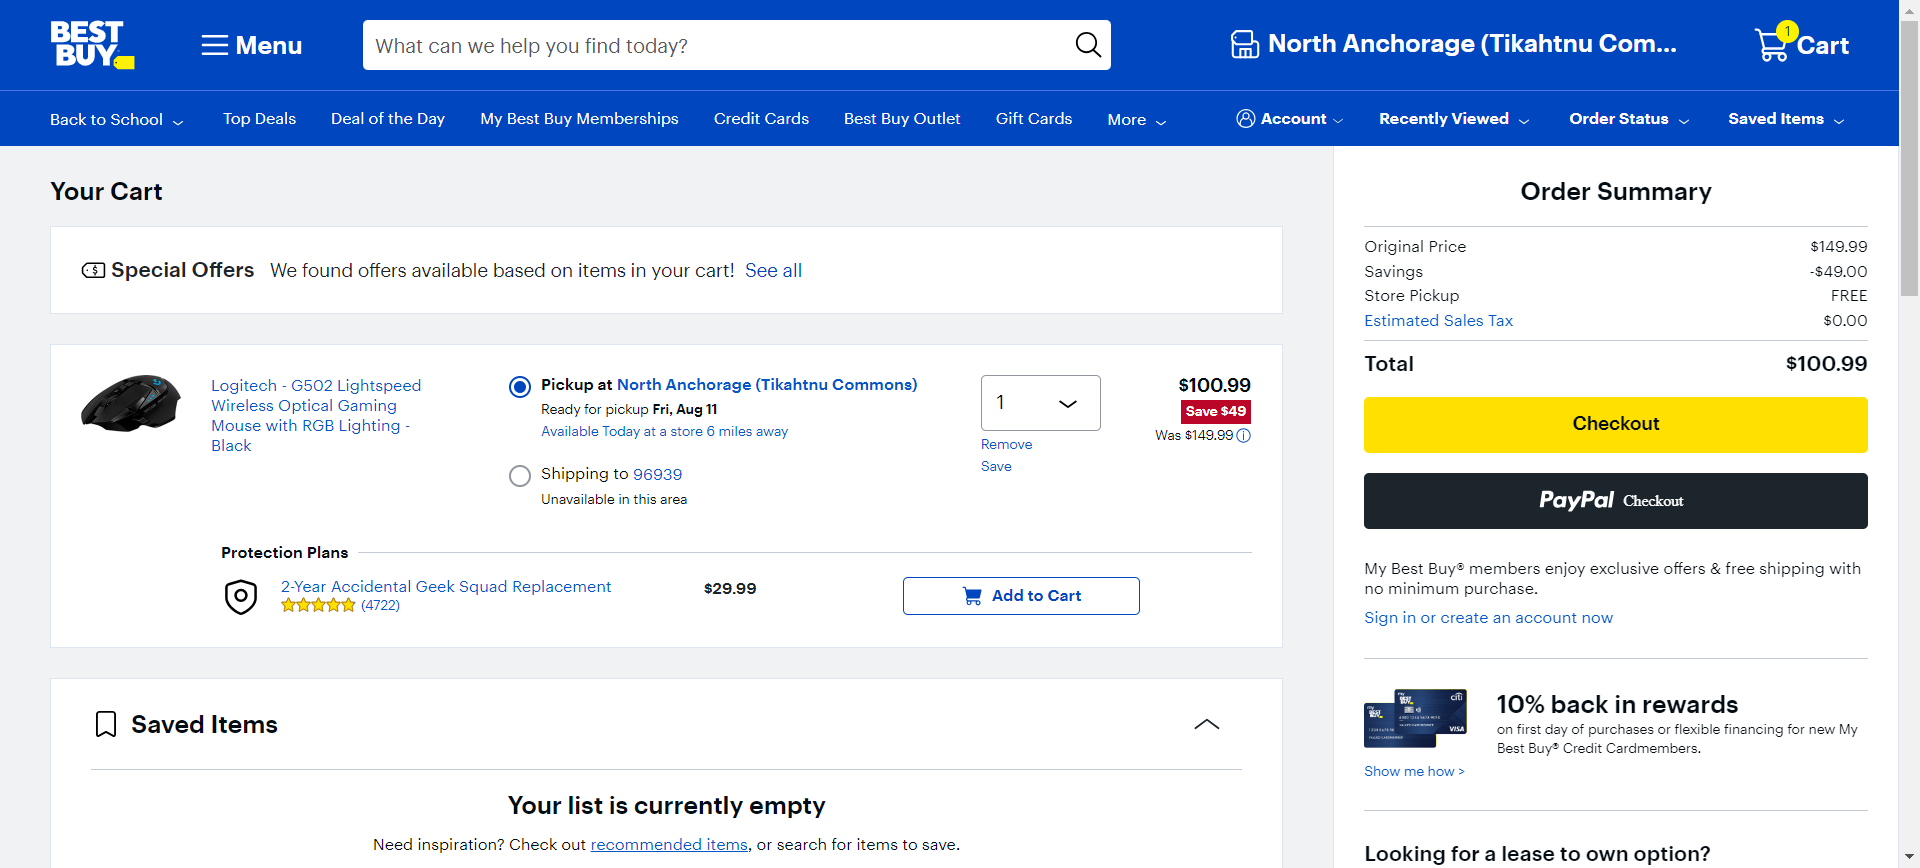 BEST BUY
Menu
What can we help you find today?
North Anchorage (Tikahtnu Com...
1
Cart
Back to School
Top Deals
Deal of the Day
My Best Buy Memberships
Credit Cards
Best Buy Outlet
Gift Cards
More
Account
Recently Viewed
Order Status
Saved Items
Your Cart
Special Offers We found offers available based on items in your cart! See all
Logitech - G502 Lightspeed
Wireless Optical Gaming
Mouse with RGB Lighting -
Black
Pickup at North Anchorage (Tikahtnu Commons)
Ready for pickup Fri, Aug 11
Available Today at a store 6 miles away
Shipping to 96939
Unavailable in this area
1
Remove
Save
$100.99
Save $49
Was $149.99
Protection Plans
2-Year Accidental Geek Squad Replacement
(4722)
$29.99
Add to Cart
Saved Items
Your list is currently empty
Need inspiration? Check out recommended items, or search for items to save.
Order Summary
Original Price $149.99
Savings -$49.00
Store Pickup FREE
Estimated Sales Tax $0.00
Total $100.99
Checkout
PayPal Checkout
My Best Buy® members enjoy exclusive offers & free shipping with
no minimum purchase.
Sign in or create an account now
my BEST BUY
citi
VISA
10% back in rewards
on first day of purchases or flexible financing for new My
Best Buy® Credit Cardmembers.
Show me how >
Looking for a lease to own option?